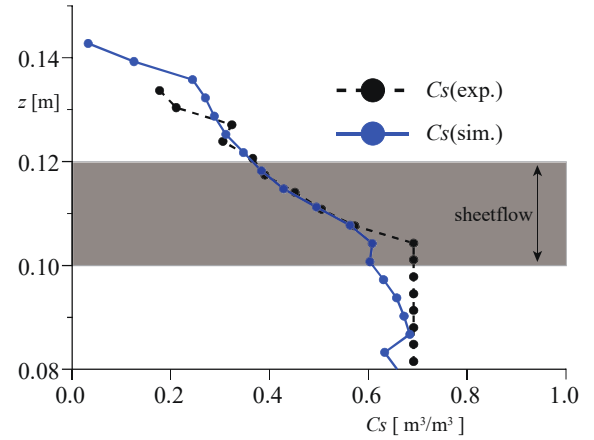 0.14
z [m]
Cs(exp.)
Cs(sim.)
0.12
sheetflow
0.10
0.08
0.0 0.2 0.4 0.6 0.8 1.0
Cs [ m³/m³ ]